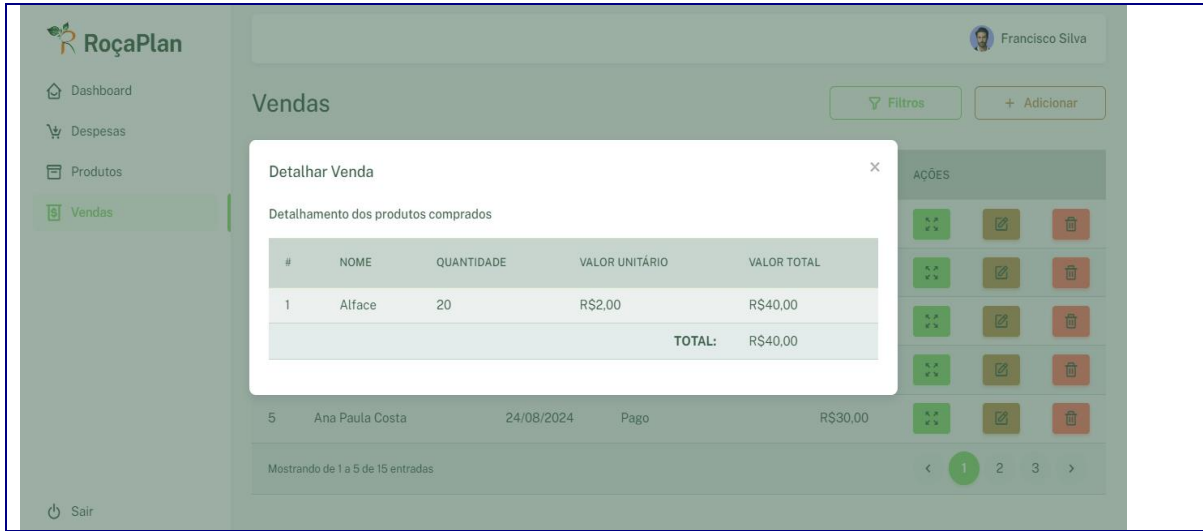 RoçaPlan
Francisco Silva
Dashboard
Despesas
Produtos
Vendas
Sair
Vendas
Filtros
+ Adicionar
AÇÕES
Detalhar Venda
×
Detalhamento dos produtos comprados
# NOME QUANTIDADE VALOR UNITÁRIO VALOR TOTAL
1 Alface 20 R$2,00 R$40,00
TOTAL: R$40,00
5 Ana Paula Costa 24/08/2024 Pago R$30,00
Mostrando de 1 a 5 de 15 entradas
‹ 1 2 3 ›